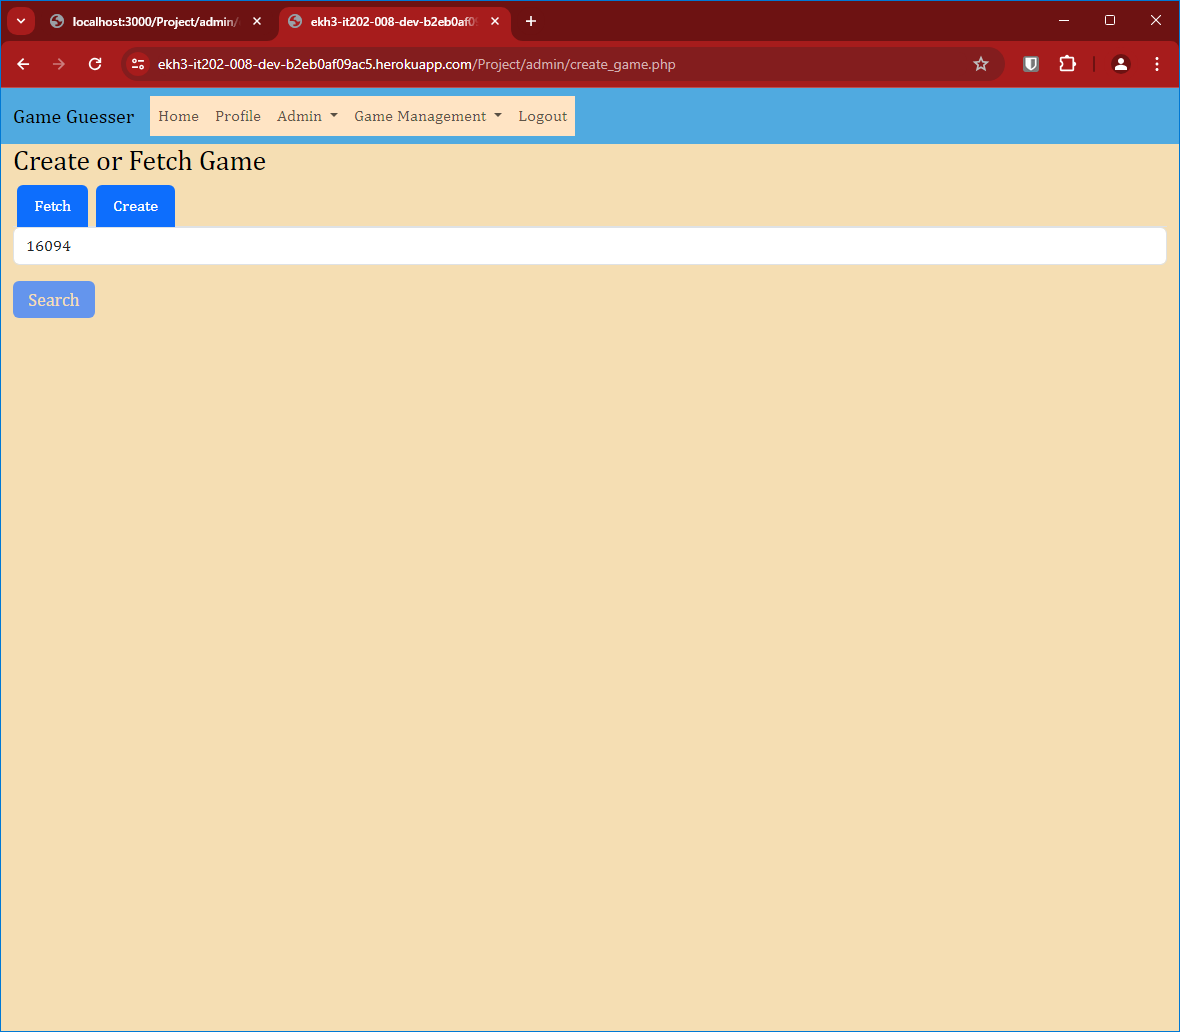 localhost:3000/Project/admin/
ekh3-it202-008-dev-b2eb0af09
ekh3-it202-008-dev-b2eb0af09ac5.herokuapp.com/Project/admin/create_game.php
Game Guesser Home Profile Admin Game Management Logout
Create or Fetch Game
Fetch Create
16094
Search